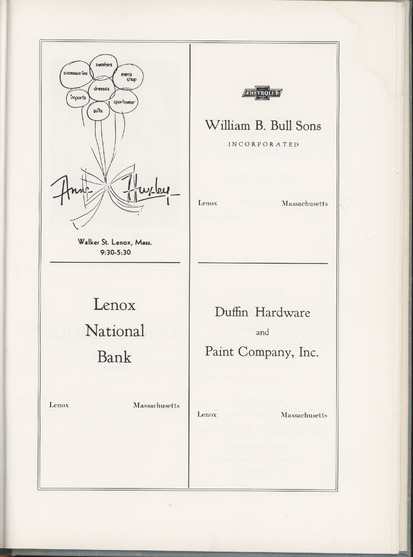 sweaters
accessories
mens
shop
dresses
imports
sportswear
gifts
Anne Huxley
Walker St. Lenox, Mass.
9:30-5:30
CHEVROLET
William B. Bull Sons
INCORPORATED
Lenox Massachusetts
Lenox
National
Bank
Lenox Massachusetts
Duffin Hardware
and
Paint Company, Inc.
Lenox Massachusetts